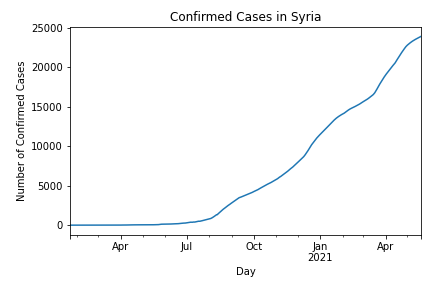 Confirmed Cases in Syria
25000
20000
15000
10000
5000
0
Number of Confirmed Cases
Apr Jul Oct Jan Apr
2021
Day